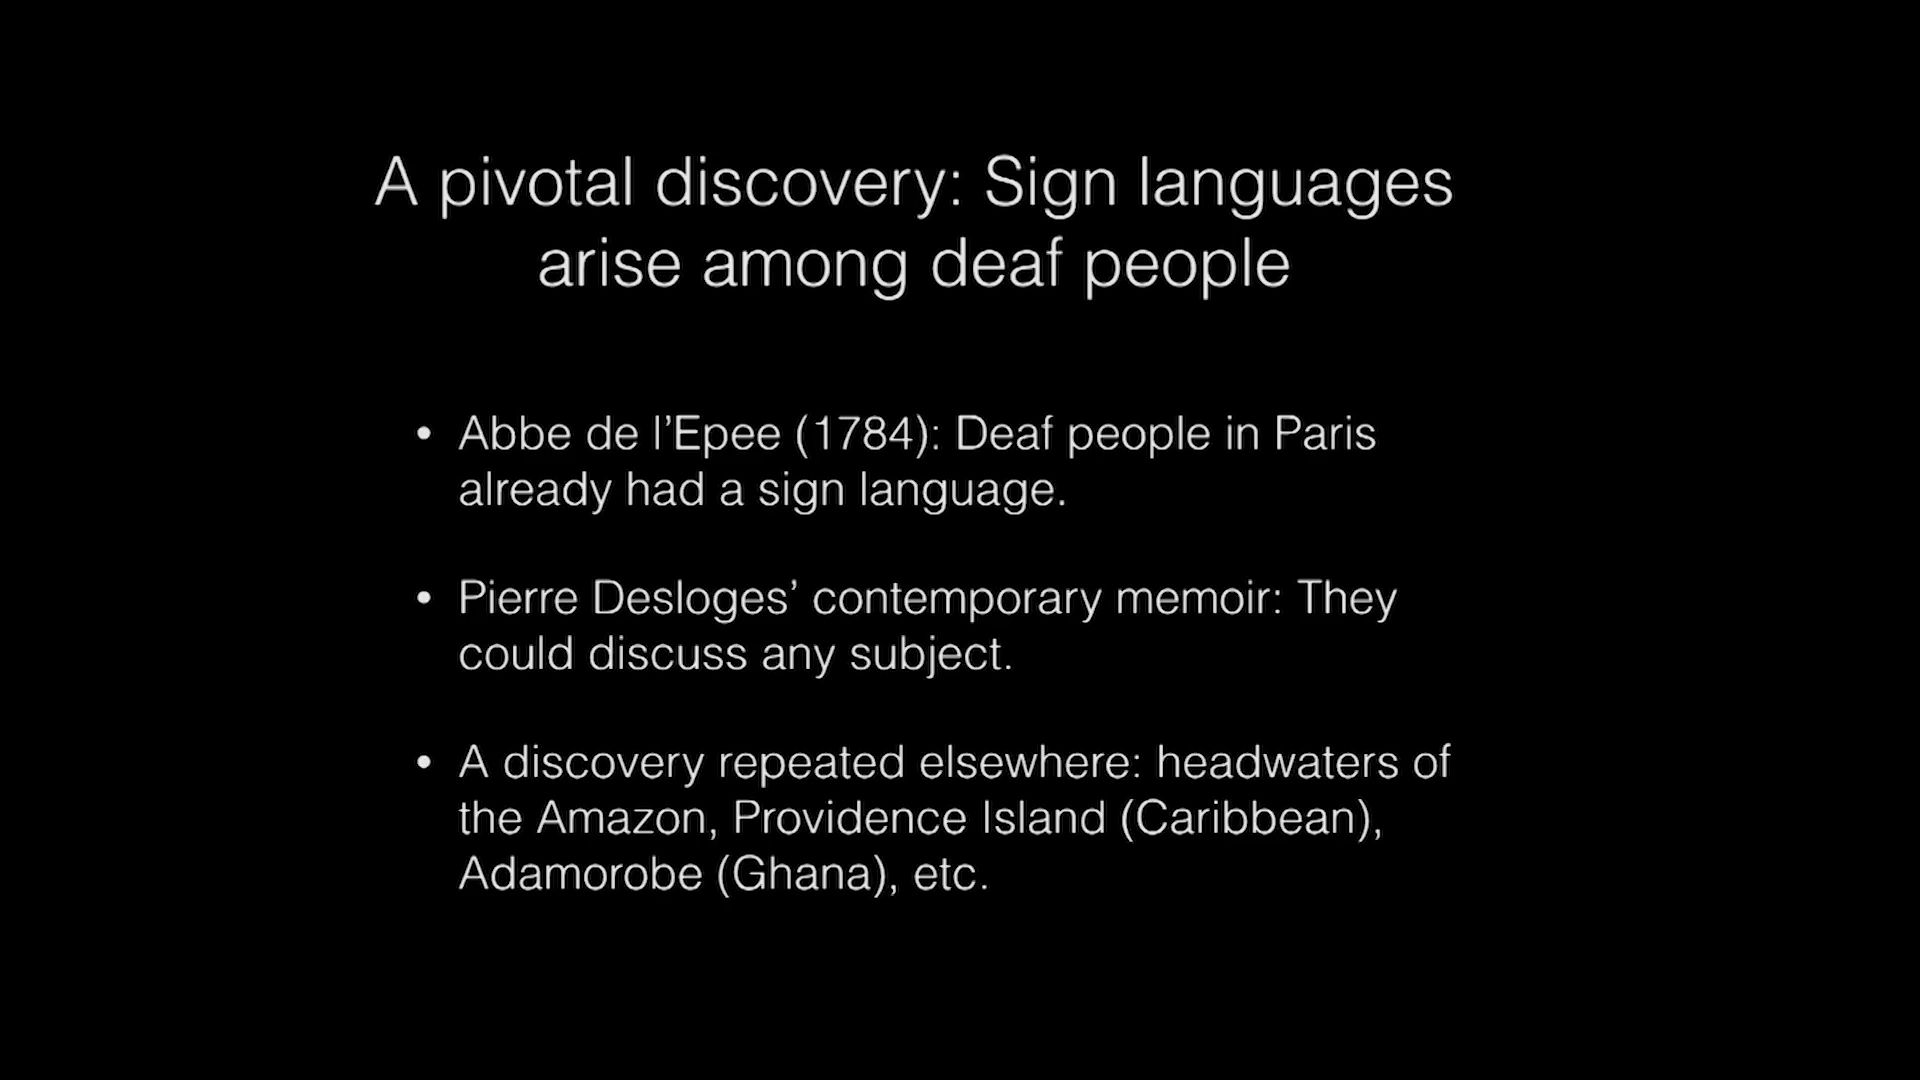 A pivotal discovery: Sign languages
arise among deaf people
• Abbe de l’Epee (1784): Deaf people in Paris
already had a sign language.
• Pierre Desloges’ contemporary memoir: They
could discuss any subject.
• A discovery repeated elsewhere: headwaters of
the Amazon, Providence Island (Caribbean),
Adamorobe (Ghana), etc.